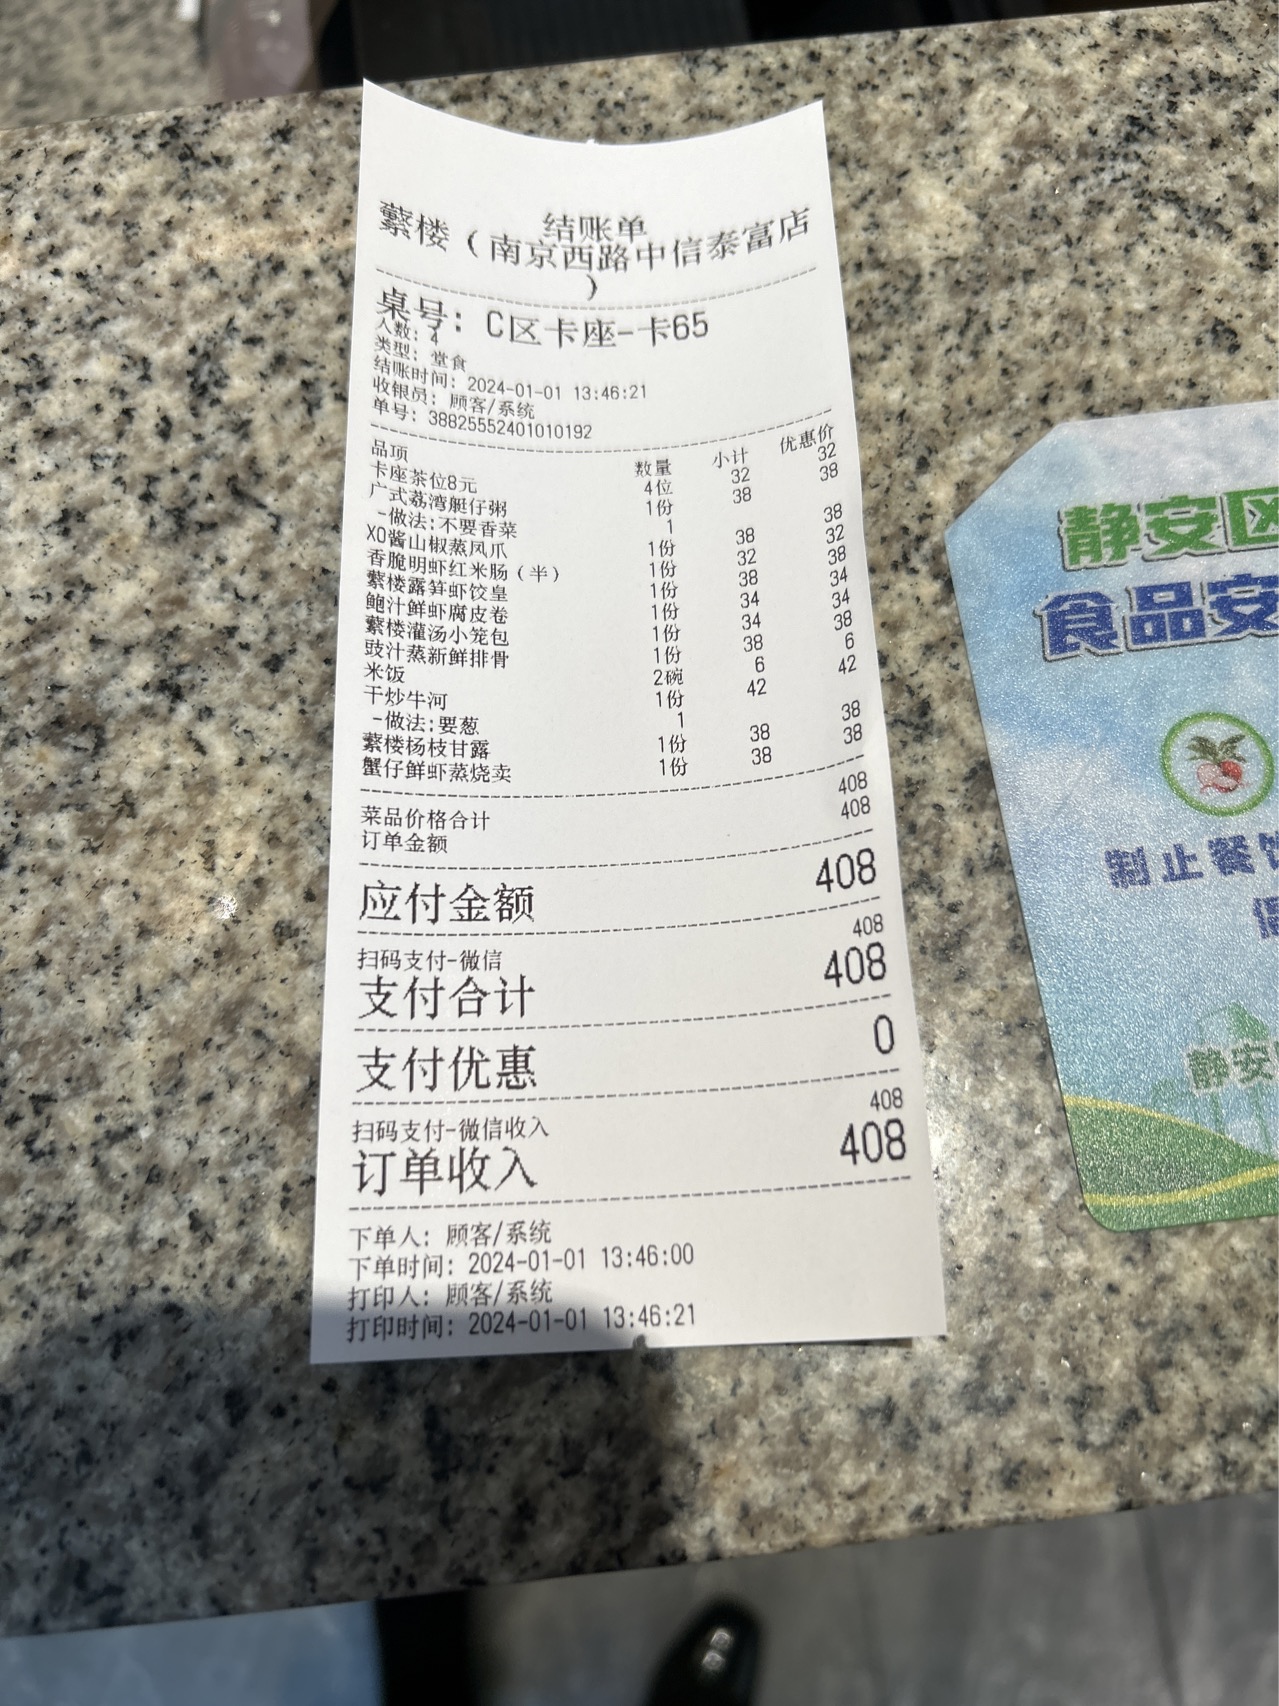 结账单
蘩楼（南京西路中信泰富店
）
桌号：C区卡座-卡65
人数：4
类型：堂食
结账时间：2024-01-01 13:46:21
收银员：顾客/系统
单号：38825552401010192
品项 数量 小计 优惠价
卡座茶位8元 4位 32 32
广式荔湾艇仔粥 1份 38 38
-做法:不要香菜 1
XO酱山椒蒸凤爪 1份 38 38
香脆明虾红米肠（半） 1份 32 32
蘩楼露笋虾饺皇 1份 38 38
鲍汁鲜虾腐皮卷 1份 34 34
蘩楼灌汤小笼包 1份 34 34
豉汁蒸新鲜排骨 1份 38 38
米饭 2碗 6 6
干炒牛河 1份 42 42
-做法:要葱 1
蘩楼杨枝甘露 1份 38 38
蟹仔鲜虾蒸烧卖 1份 38 38
菜品价格合计 408
订单金额 408
应付金额 408
扫码支付-微信 408
支付合计 408
支付优惠 0
扫码支付-微信收入 408
订单收入 408
下单人：顾客/系统
下单时间：2024-01-01 13:46:00
打印人：顾客/系统
打印时间：2024-01-01 13:46:21
静安区
食品安
制止餐
静安